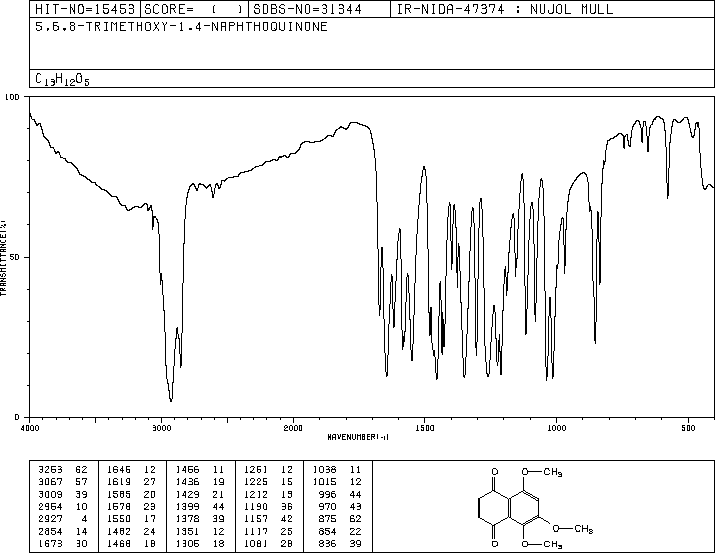 HIT-NO=15453 SCORE= ( ) SDBS-NO=31344 IR-NIDA-47374 : NUJOL MULL
5,6,8-TRIMETHOXY-1,4-NAPHTHOQUINONE
C13H12O5
100
50
0
TRANSMITTANCE(%)
4000 3000 2000 1500 1000 500
WAVENUMBER(-1)
3253 62 1646 12 1456 11 1261 12 1038 11
3067 57 1619 27 1436 19 1225 15 1015 12
3009 39 1585 20 1429 21 1212 13 996 44
2954 10 1578 23 1399 44 1190 36 970 43
2927 4 1550 17 1378 39 1157 42 875 62
2854 14 1482 24 1351 12 1117 25 854 22
1673 30 1468 18 1305 18 1081 28 836 39
O O CH3
O CH3
O O CH3